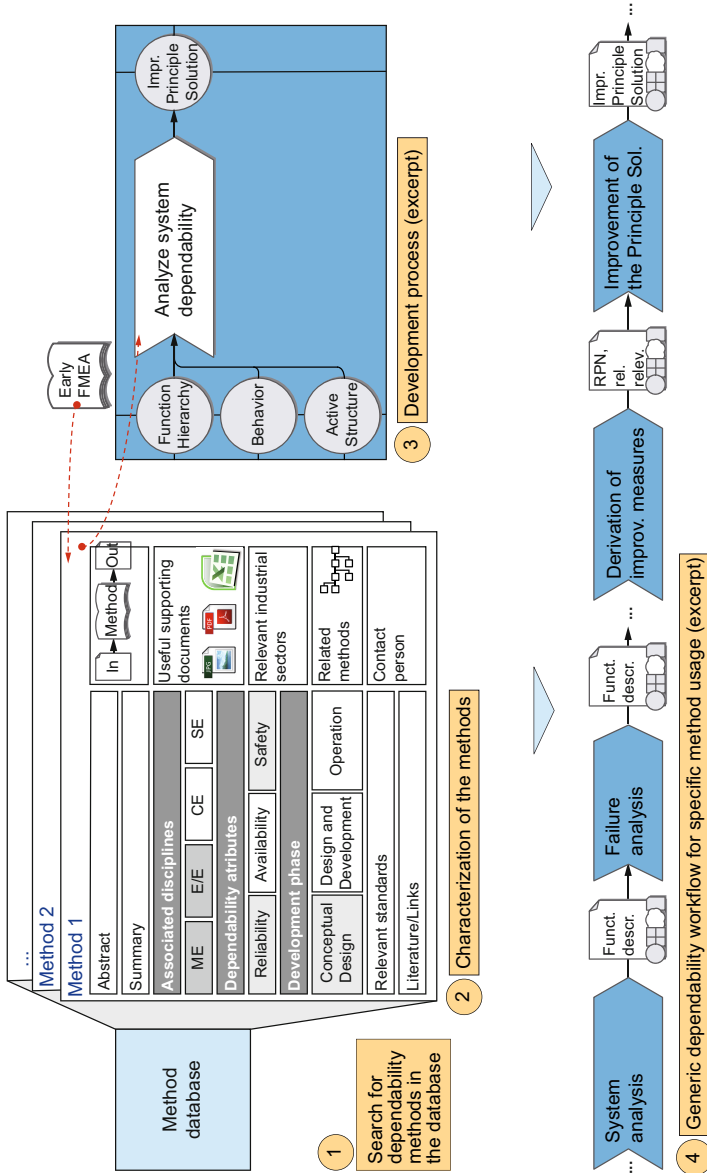 Method
database
1
Search for
dependability
methods in
the database
...
Method 2
Method 1
Abstract
Summary
Associated disciplines
ME
E/E
CE
SE
Dependability atributes
Reliability
Availability
Safety
Development phase
Conceptual
Design
Design and
Development
Operation
Relevant standards
Literature/Links
In
Method
Out
Useful supporting
documents
JPG
PDF
Relevant industrial
sectors
Related
methods
Contact
person
2
Characterization of the methods
Early
FMEA
Function
Hierarchy
Behavior
Active
Structure
Analyze system
dependability
Impr.
Principle
Solution
3
Development process (excerpt)
...
System
analysis
Funct.
descr.
Failure
analysis
Funct.
descr.
...
Derivation of
improv. measures
RPN,
rel.
relev.
Improvement of
the Principle Sol.
Impr.
Principle
Solution
...
4
Generic dependability workflow for specific method usage (excerpt)